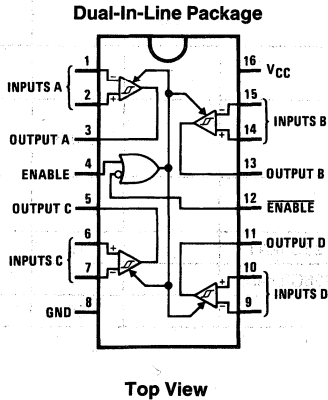 Dual-In-Line Package
1
16
VCC
INPUTS A
2
15
INPUTS B
14
OUTPUT A
3
13
OUTPUT B
ENABLE
4
12
ENABLE
OUTPUT C
5
11
OUTPUT D
6
INPUTS C
7
10
INPUTS D
9
GND
8
Top View